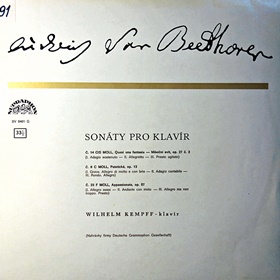 91
Ludwig Van Beethoven
SUPRAPHON
33⅓
SONÁTY PRO KLAVÍR
Č. 14 CIS MOLL, Quasi una fantasia — Měsíční svit, op. 27 č. 2
(I. Adagio sostenuto — II. Allegretto — III. Presto agitato)
Č. 8 C MOLL, Patetická, op. 13
(I. Grave. Allegro di molto e con brio — II. Adagio cantabile —
III. Rondo. Allegro)
Č. 23 F MOLL, Appassionata, op. 57
(I. Allegro assai — II. Andante con moto — III. Allegro ma non
troppo. Presto)
WILHELM KEMPFF - klavír
(Nahrávky firmy Deutsche Grammophon Gesellschaft)